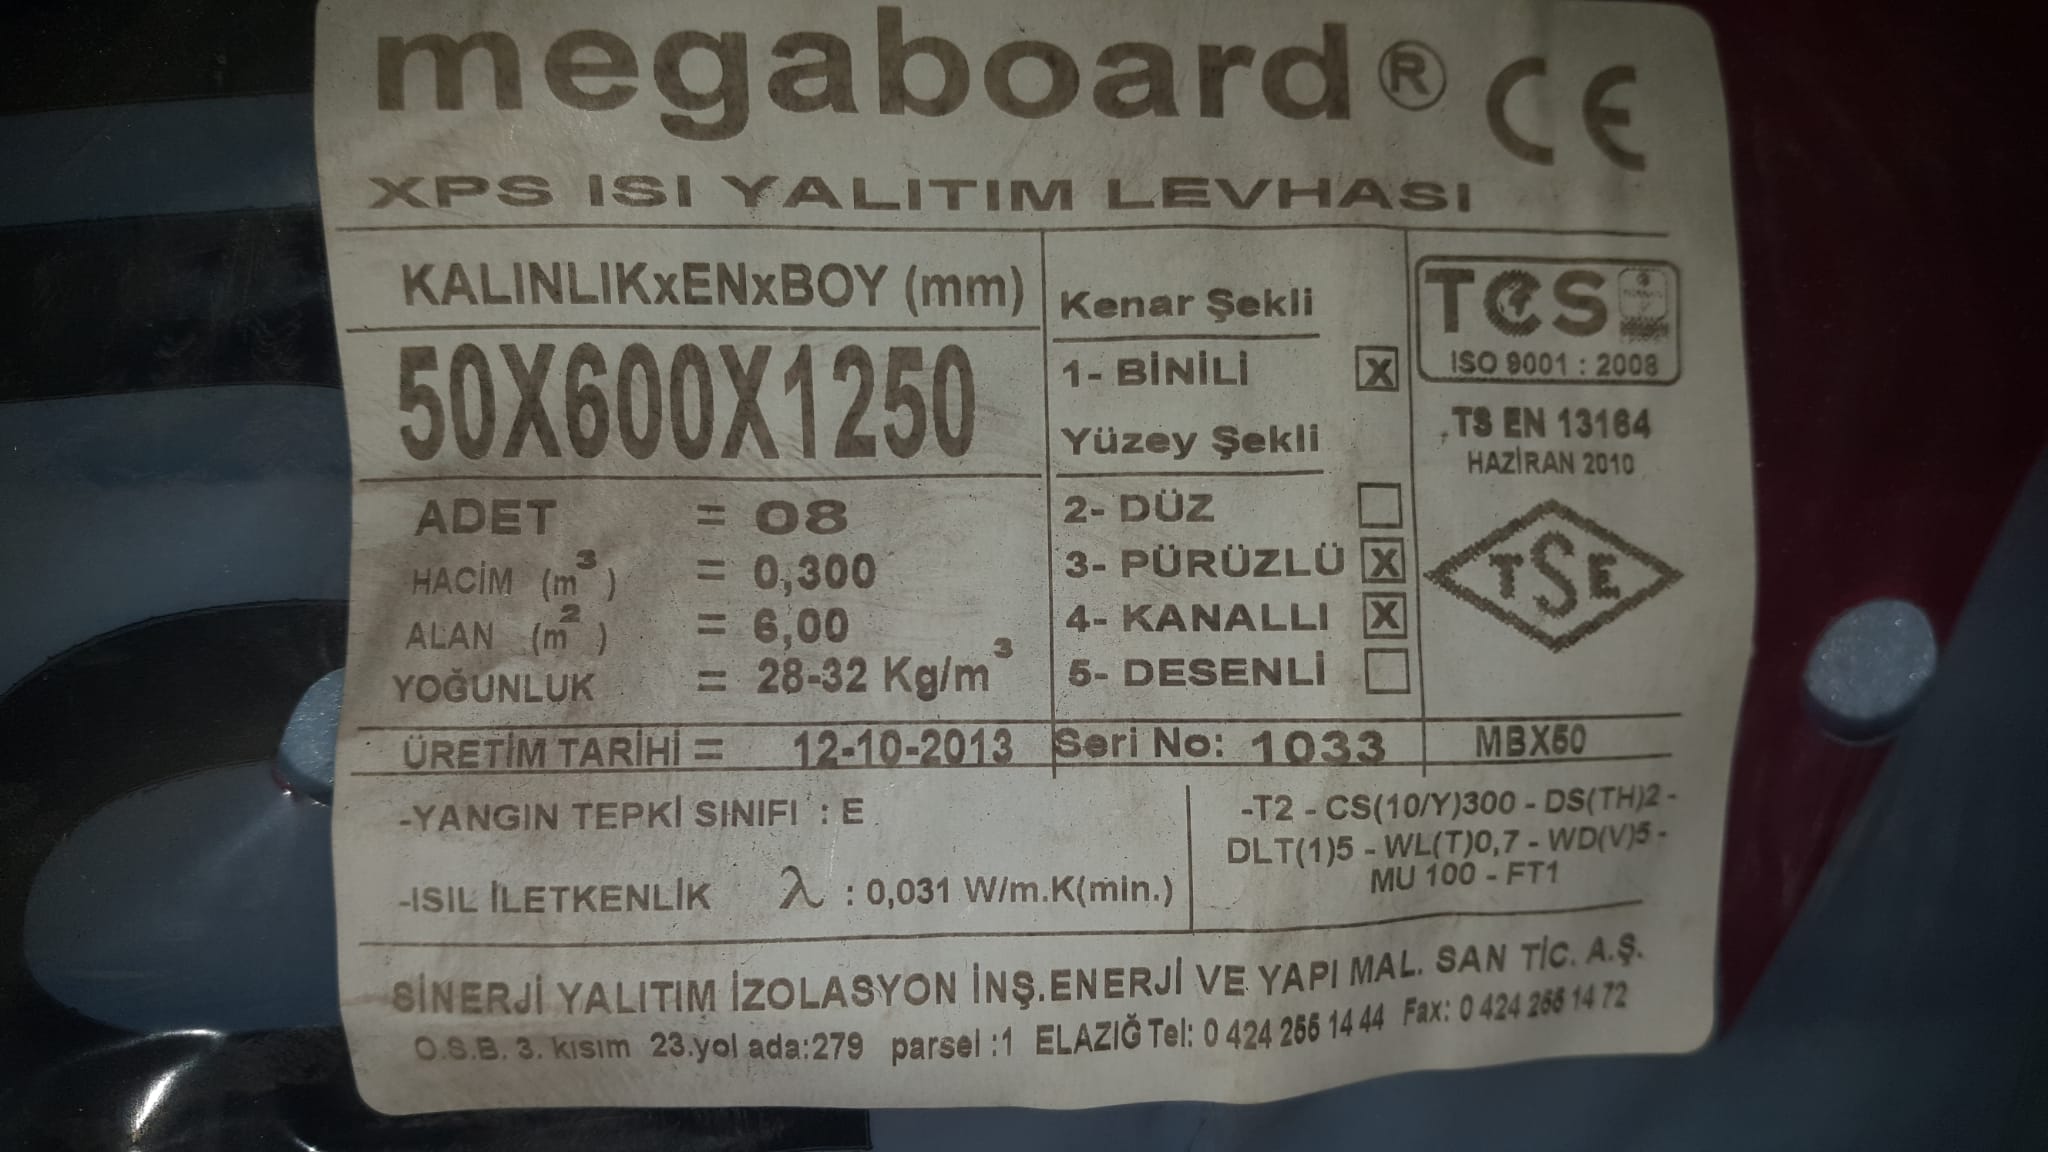 megaboard® CE
XPS ISI YALITIM LEVHASI
KALINLIKxENxBOY (mm)
50X600X1250
ADET = 08
HACİM (m³) = 0,300
ALAN (m²) = 6,00
YOĞUNLUK = 28-32 Kg/m³
Kenar Şekli
1- BİNİLİ X
Yüzey Şekli
2- DÜZ
3- PÜRÜZLÜ X
4- KANALLI X
5- DESENLİ
TCS
ISO 9001 : 2008
TS EN 13164
HAZİRAN 2010
TSE
ÜRETİM TARİHİ = 12-10-2013 Seri No: 1033 MBX50
-YANGIN TEPKİ SINIFI : E
-ISIL İLETKENLİK λ : 0,031 W/m.K(min.)
-T2 - CS(10/Y)300 - DS(TH)2 -
DLT(1)5 - WL(T)0,7 - WD(V)5 -
MU 100 - FT1
SİNERJİ YALITIM İZOLASYON İNŞ.ENERJİ VE YAPI MAL. SAN TİC. A.Ş.
O.S.B. 3. kısım 23.yol ada:279 parsel :1 ELAZIĞ Tel: 0 424 255 14 44 Fax: 0 424 255 14 72